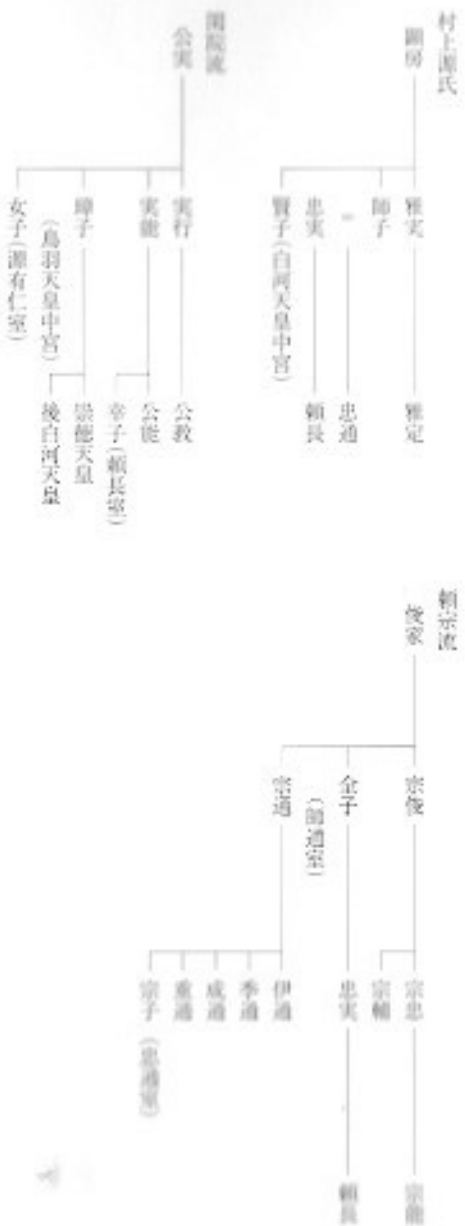 村上源氏
顕房
雅実
雅定
師子
＝
忠通
忠実
頼長
賢子(白河天皇中宮)
閑院流
公実
実行
公教
実能
公能
幸子(頼長室)
璋子
(鳥羽天皇中宮)
崇徳天皇
後白河天皇
女子(源有仁室)
頼宗流
俊家
宗俊
宗忠
宗能
宗輔
全子
(師通室)
忠実
頼長
宗通
伊通
季通
成通
重通
宗子(忠通室)